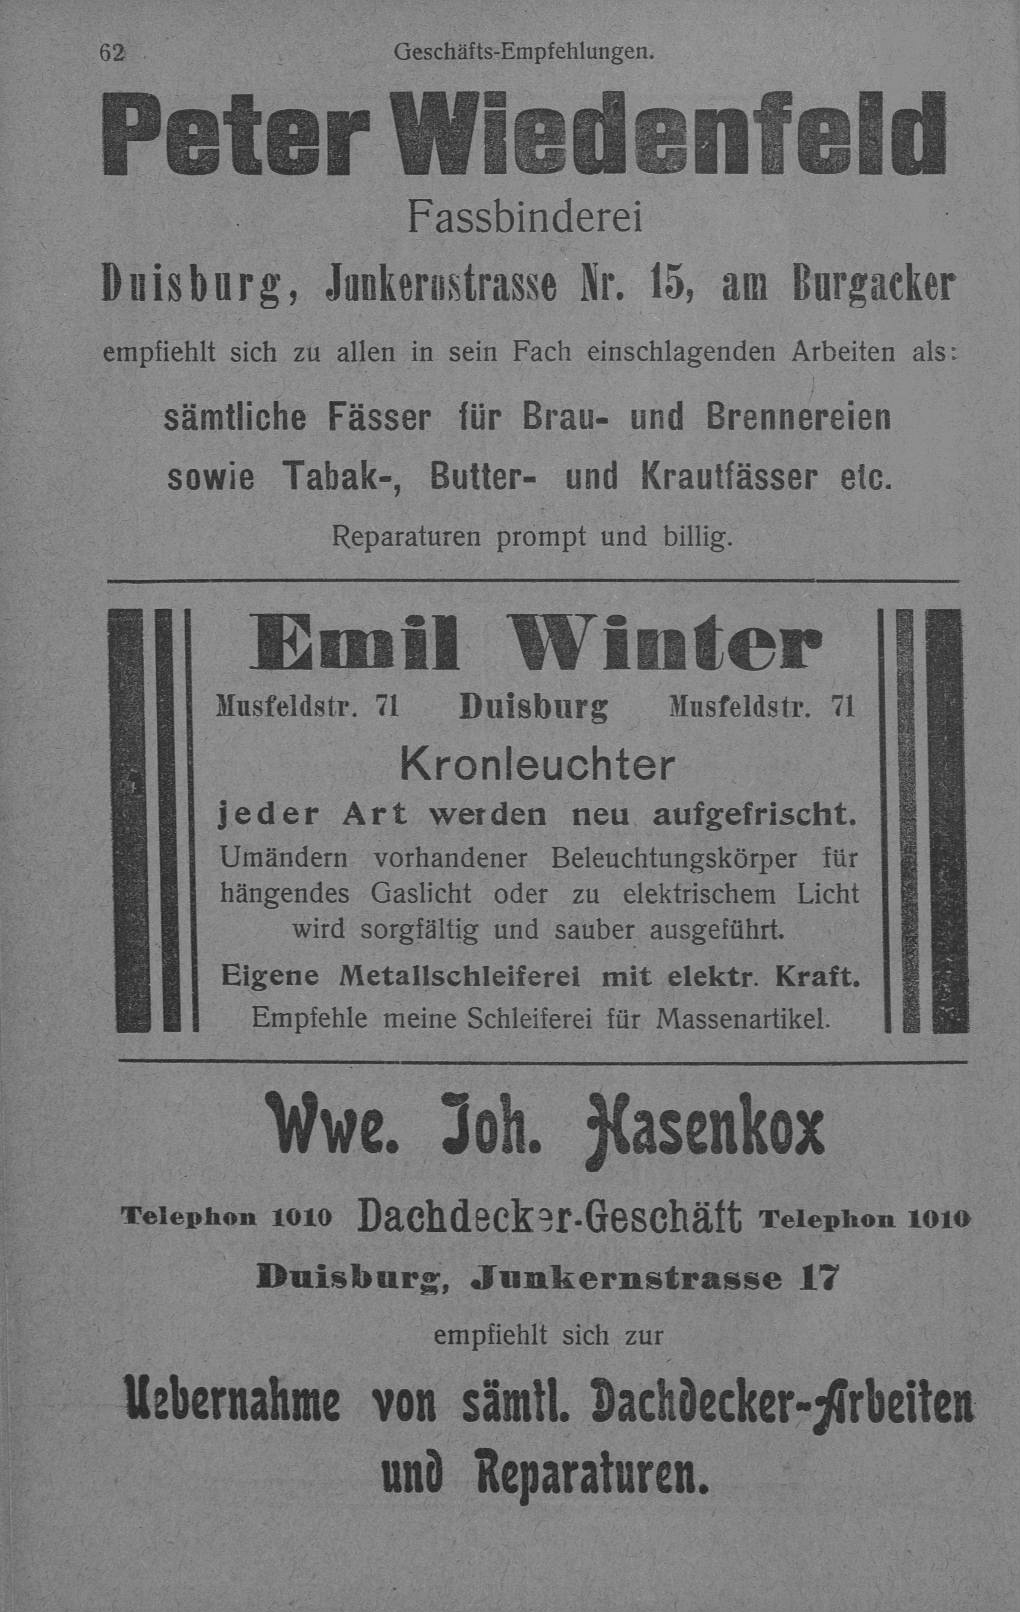 62
Geschäfts-Empfehlungen.
Peter Wiedenfeld
Fassbinderei
Duisburg, Junkernstrasse Nr. 15, am Burgacker
empfiehlt sich zu allen in sein Fach einschlagenden Arbeiten als:
sämtliche Fässer für Brau- und Brennereien
sowie Tabak-, Butter- und Krautfässer etc.
Reparaturen prompt und billig.
Emil Winter
Musfeldstr. 71 Duisburg Musfeldstr. 71
Kronleuchter
jeder Art werden neu aufgefrischt.
Umändern vorhandener Beleuchtungskörper für
hängendes Gaslicht oder zu elektrischem Licht
wird sorgfältig und sauber ausgeführt.
Eigene Metallschleiferei mit elektr. Kraft.
Empfehle meine Schleiferei für Massenartikel.
Wwe. Joh. Hasenkox
Telephon 1010 Dachdecker-Geschäft Telephon 1010
Duisburg, Junkernstrasse 17
empfiehlt sich zur
Uebernahme von sämtl. Dachdecker-Arbeiten
und Reparaturen.